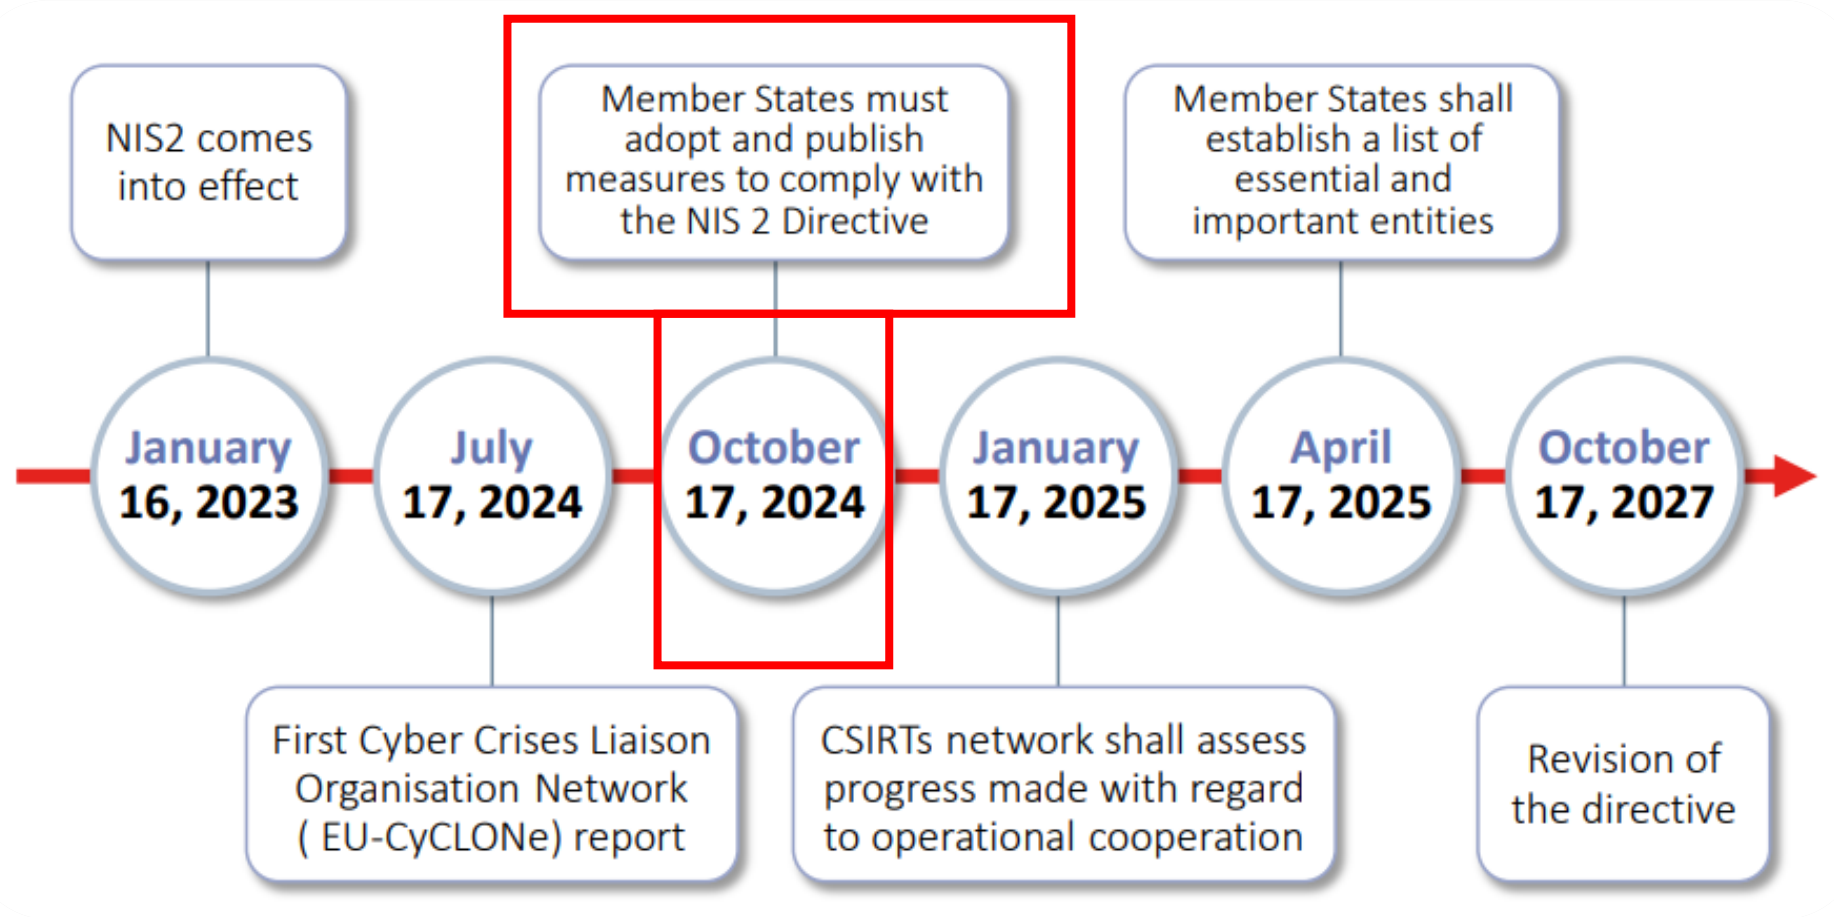 NIS2 comes
into effect
Member States must
adopt and publish
measures to comply with
the NIS 2 Directive
Member States shall
establish a list of
essential and
important entities
January
16, 2023
July
17, 2024
October
17, 2024
January
17, 2025
April
17, 2025
October
17, 2027
First Cyber Crises Liaison
Organisation Network
( EU-CyCLONe) report
CSIRTs network shall assess
progress made with regard
to operational cooperation
Revision of
the directive